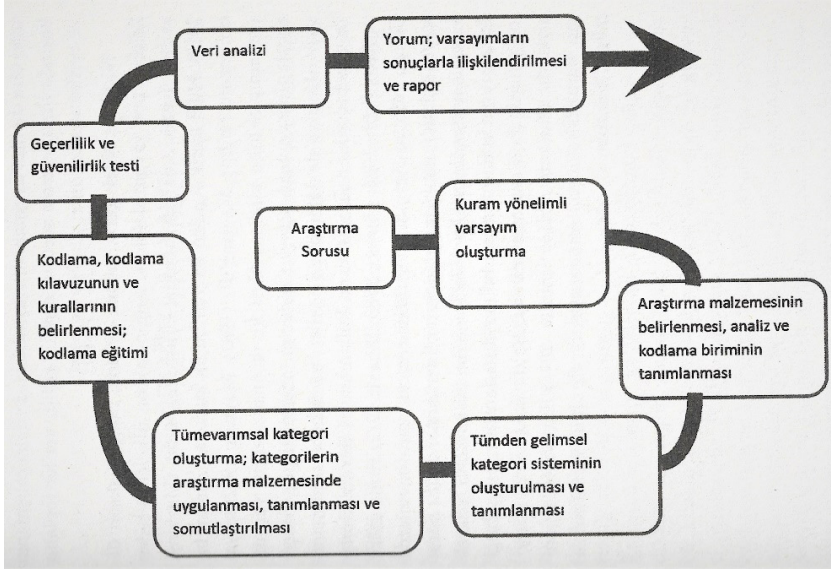 Veri analizi
Yorum; varsayımların
sonuçlarla ilişkilendirilmesi
ve rapor
Geçerlilik ve
güvenilirlik testi
Araştırma
Sorusu
Kuram yönelimli
varsayım
oluşturma
Kodlama, kodlama
kılavuzunun ve
kurallarının
belirlenmesi;
kodlama eğitimi
Araştırma malzemesinin
belirlenmesi, analiz ve
kodlama biriminin
tanımlanması
Tümevarımsal kategori
oluşturma; kategorilerin
araştırma malzemesinde
uygulanması, tanımlanması ve
somutlaştırılması
Tümden gelimsel
kategori sisteminin
oluşturulması ve
tanımlanması